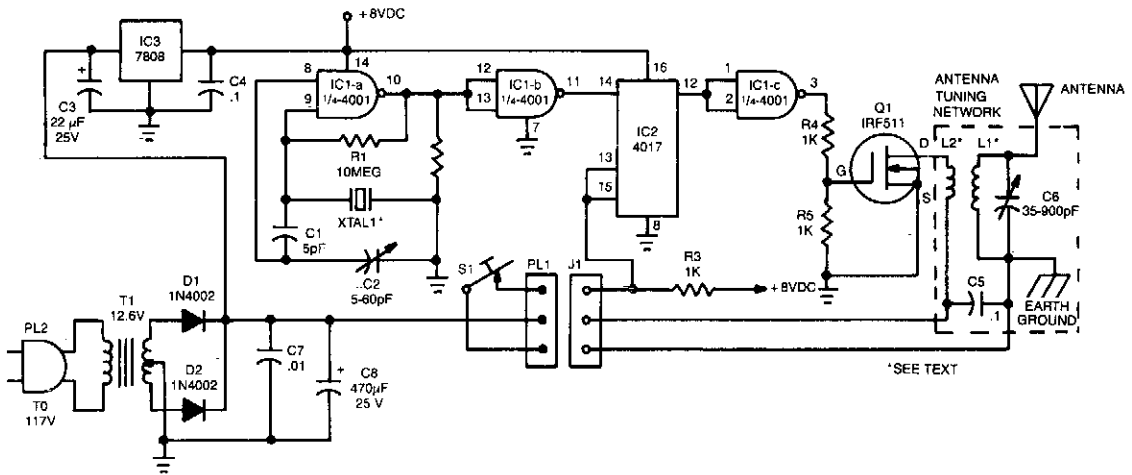 +8VDC
IC3
7808
C3
22 µF
25V
C4
.1
14
8
9
10
IC1-a
1/4-4001
12
13
11
IC1-b
1/4-4001
7
R1
10MEG
XTAL1*
C1
5pF
C2
5-60pF
14
16
12
IC2
4017
13
15
8
1
2
3
IC1-c
1/4-4001
R4
1K
R5
1K
Q1
IRF511
G
D
S
ANTENNA
TUNING
NETWORK
L2*
L1*
ANTENNA
C6
35-900pF
C5
.1
EARTH
GROUND
S1
PL1
J1
R3
1K
+8VDC
*SEE TEXT
PL2
TO
117V
T1
12.6V
D1
1N4002
D2
1N4002
C7
.01
C8
470µF
25 V